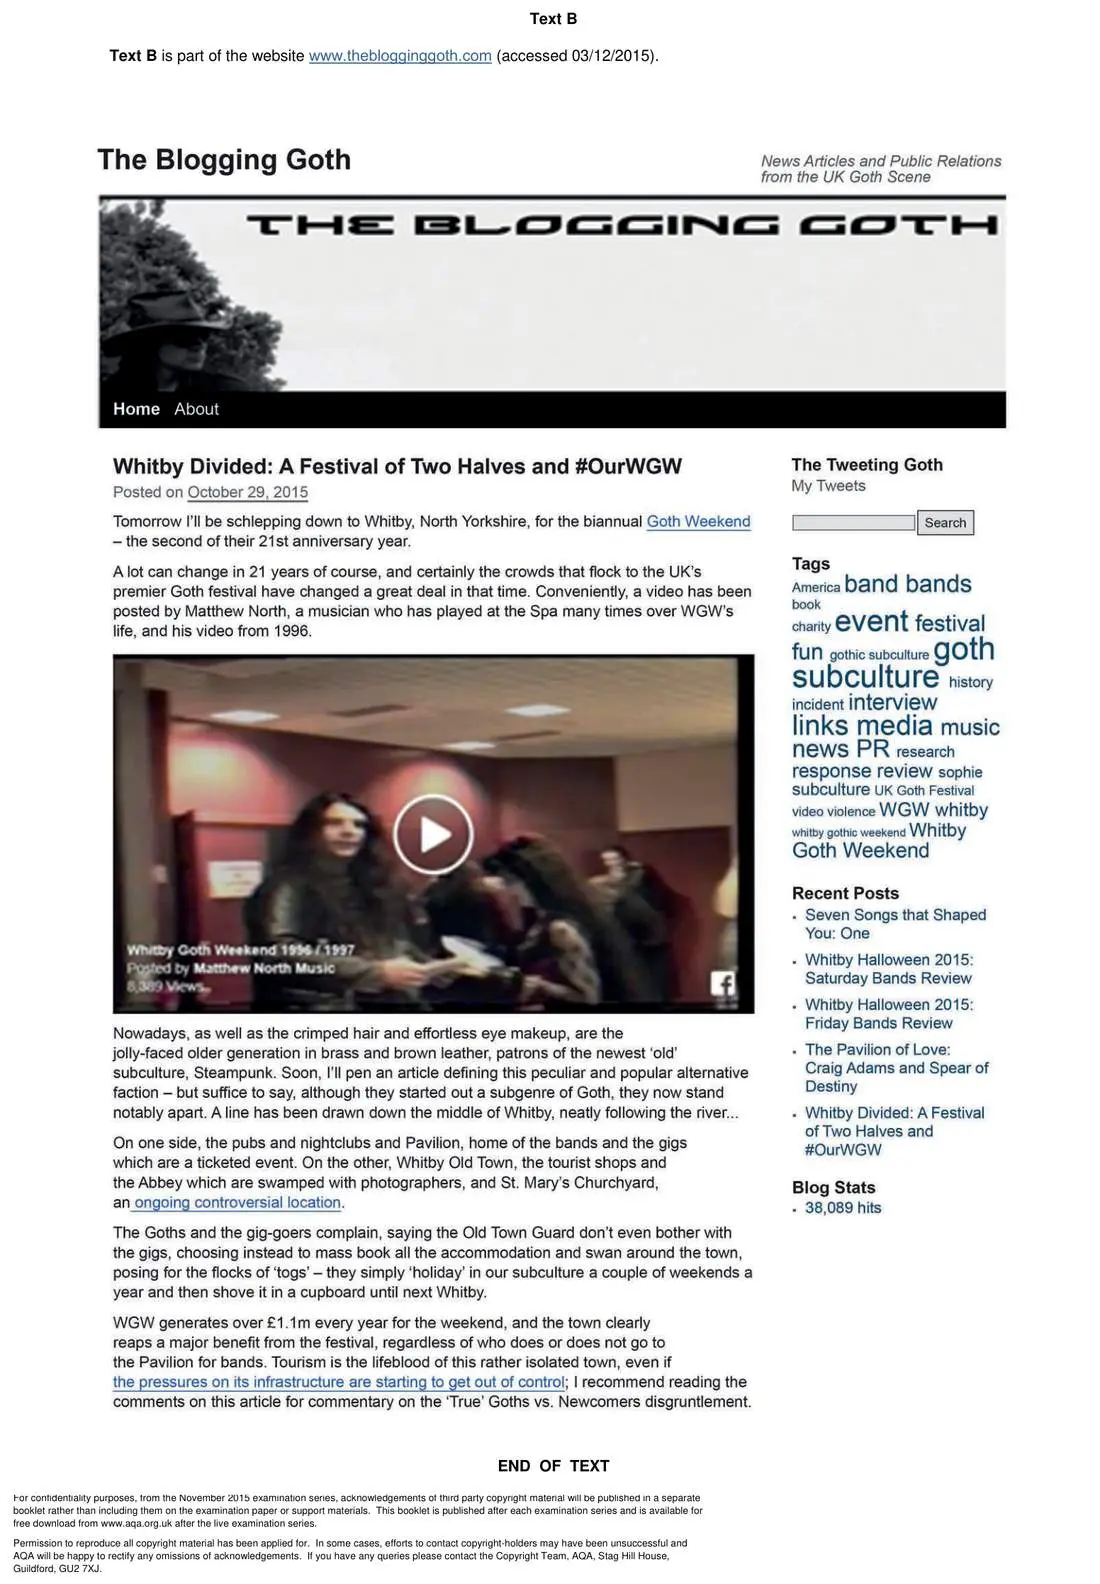 Text B
Text B is part of the website www.theblogginggoth.com (accessed 03/12/2015).
The Blogging Goth
News Articles and Public Relations
from the UK Goth Scene
THE BLOGGING GOTH
Home About
Whitby Divided: A Festival of Two Halves and #OurWGW
Posted on October 29, 2015
Tomorrow I'll be schlepping down to Whitby, North Yorkshire, for the biannual Goth Weekend
– the second of their 21st anniversary year.
A lot can change in 21 years of course, and certainly the crowds that flock to the UK's
premier Goth festival have changed a great deal in that time. Conveniently, a video has been
posted by Matthew North, a musician who has played at the Spa many times over WGW's
life, and his video from 1996.
Whitby Goth Weekend 1996 / 1997
Posted by Matthew North Music
8,389 Views
Nowadays, as well as the crimped hair and effortless eye makeup, are the
jolly-faced older generation in brass and brown leather, patrons of the newest 'old'
subculture, Steampunk. Soon, I'll pen an article defining this peculiar and popular alternative
faction – but suffice to say, although they started out a subgenre of Goth, they now stand
notably apart. A line has been drawn down the middle of Whitby, neatly following the river...
On one side, the pubs and nightclubs and Pavilion, home of the bands and the gigs
which are a ticketed event. On the other, Whitby Old Town, the tourist shops and
the Abbey which are swamped with photographers, and St. Mary's Churchyard,
an ongoing controversial location.
The Goths and the gig-goers complain, saying the Old Town Guard don't even bother with
the gigs, choosing instead to mass book all the accommodation and swan around the town,
posing for the flocks of 'togs' – they simply 'holiday' in our subculture a couple of weekends a
year and then shove it in a cupboard until next Whitby.
WGW generates over £1.1m every year for the weekend, and the town clearly
reaps a major benefit from the festival, regardless of who does or does not go to
the Pavilion for bands. Tourism is the lifeblood of this rather isolated town, even if
the pressures on its infrastructure are starting to get out of control; I recommend reading the
comments on this article for commentary on the 'True' Goths vs. Newcomers disgruntlement.
The Tweeting Goth
My Tweets
Search
Tags
America band bands
book
charity event festival
fun gothic subculture goth
subculture history
incident interview
links media music
news PR research
response review sophie
subculture UK Goth Festival
video violence WGW whitby
whitby gothic weekend Whitby
Goth Weekend
Recent Posts
Seven Songs that Shaped
You: One
Whitby Halloween 2015:
Saturday Bands Review
Whitby Halloween 2015:
Friday Bands Review
The Pavilion of Love:
Craig Adams and Spear of
Destiny
Whitby Divided: A Festival
of Two Halves and
#OurWGW
Blog Stats
38,089 hits
END OF TEXT
For confidentiality purposes, from the November 2015 examination series, acknowledgements of third party copyright material will be published in a separate
booklet rather than including them on the examination paper or support materials. This booklet is published after each examination series and is available for
free download from www.aqa.org.uk after the live examination series.
Permission to reproduce all copyright material has been applied for. In some cases, efforts to contact copyright-holders may have been unsuccessful and
AQA will be happy to rectify any omissions of acknowledgements. If you have any queries please contact the Copyright Team, AQA, Stag Hill House,
Guildford, GU2 7XJ.